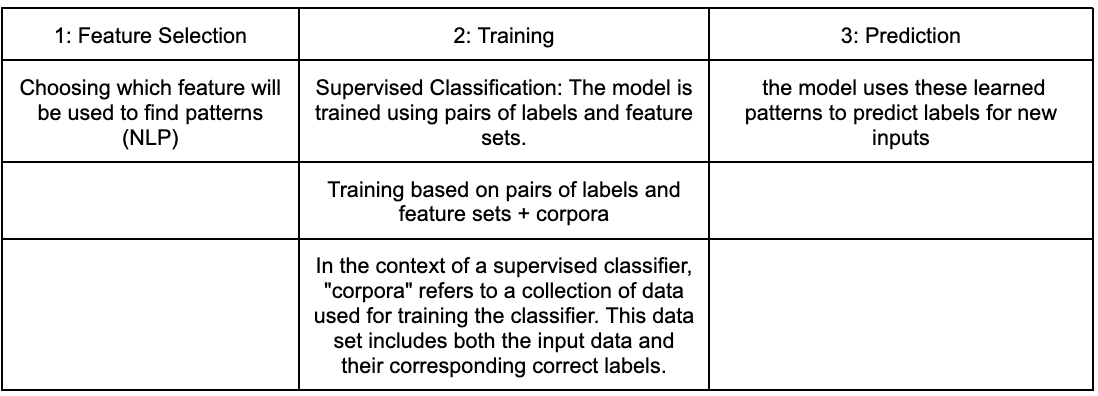 1: Feature Selection
2: Training
3: Prediction
Choosing which feature will
be used to find patterns
(NLP)
Supervised Classification: The model is
trained using pairs of labels and feature
sets.
the model uses these learned
patterns to predict labels for new
inputs
Training based on pairs of labels and
feature sets + corpora
In the context of a supervised classifier,
"corpora" refers to a collection of data
used for training the classifier. This data
set includes both the input data and
their corresponding correct labels.